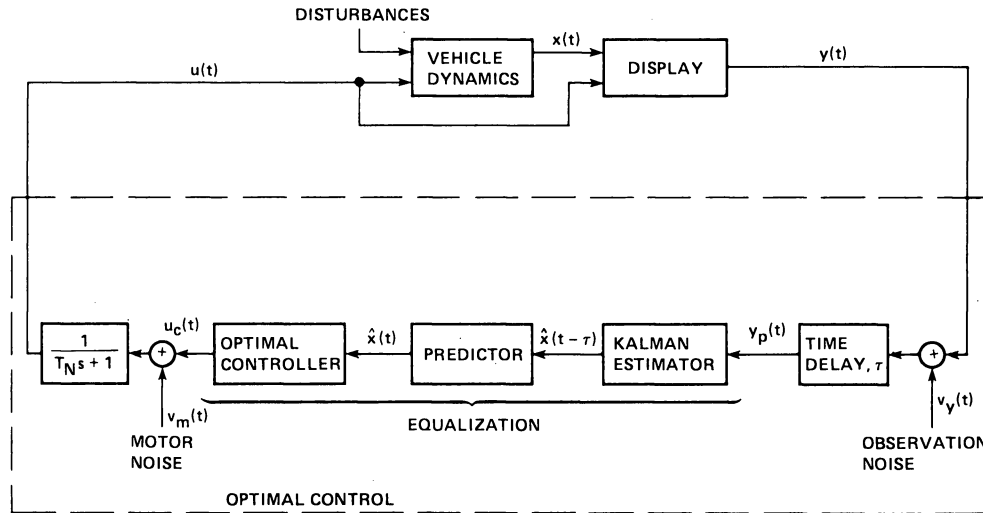 DISTURBANCES
u(t)
VEHICLE
DYNAMICS
x(t)
DISPLAY
y(t)
1
T_N s + 1
u_c(t)
+
v_m(t)
MOTOR
NOISE
OPTIMAL
CONTROLLER
x̂(t)
PREDICTOR
x̂(t − τ)
KALMAN
ESTIMATOR
y_p(t)
TIME
DELAY, τ
+
v_y(t)
OBSERVATION
NOISE
EQUALIZATION
OPTIMAL CONTROL